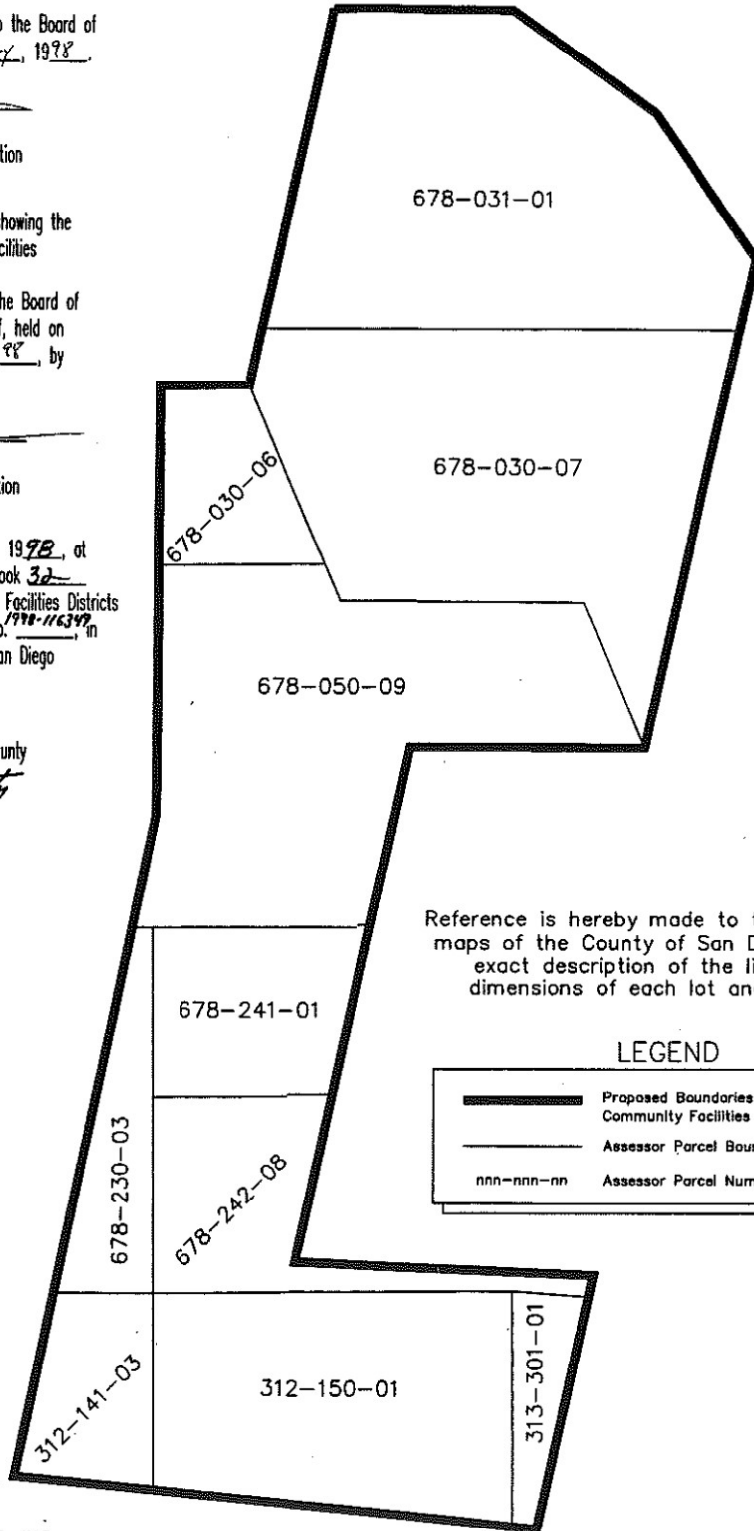 o the Board of
, 1998.
tion
howing the
cilities
he Board of
f, held on
98, by
tion
1998, at
ook 32
Facilities Districts
o. 1998-116347, in
an Diego
unty
678-031-01
678-030-07
678-030-06
678-050-09
Reference is hereby made to
maps of the County of San D
exact description of the li
dimensions of each lot an
678-241-01
LEGEND
Proposed Boundaries
Community Facilities
Assessor Parcel Boun
nnn-nnn-nn Assessor Parcel Num
678-230-03
678-242-08
312-141-03
312-150-01
313-301-01